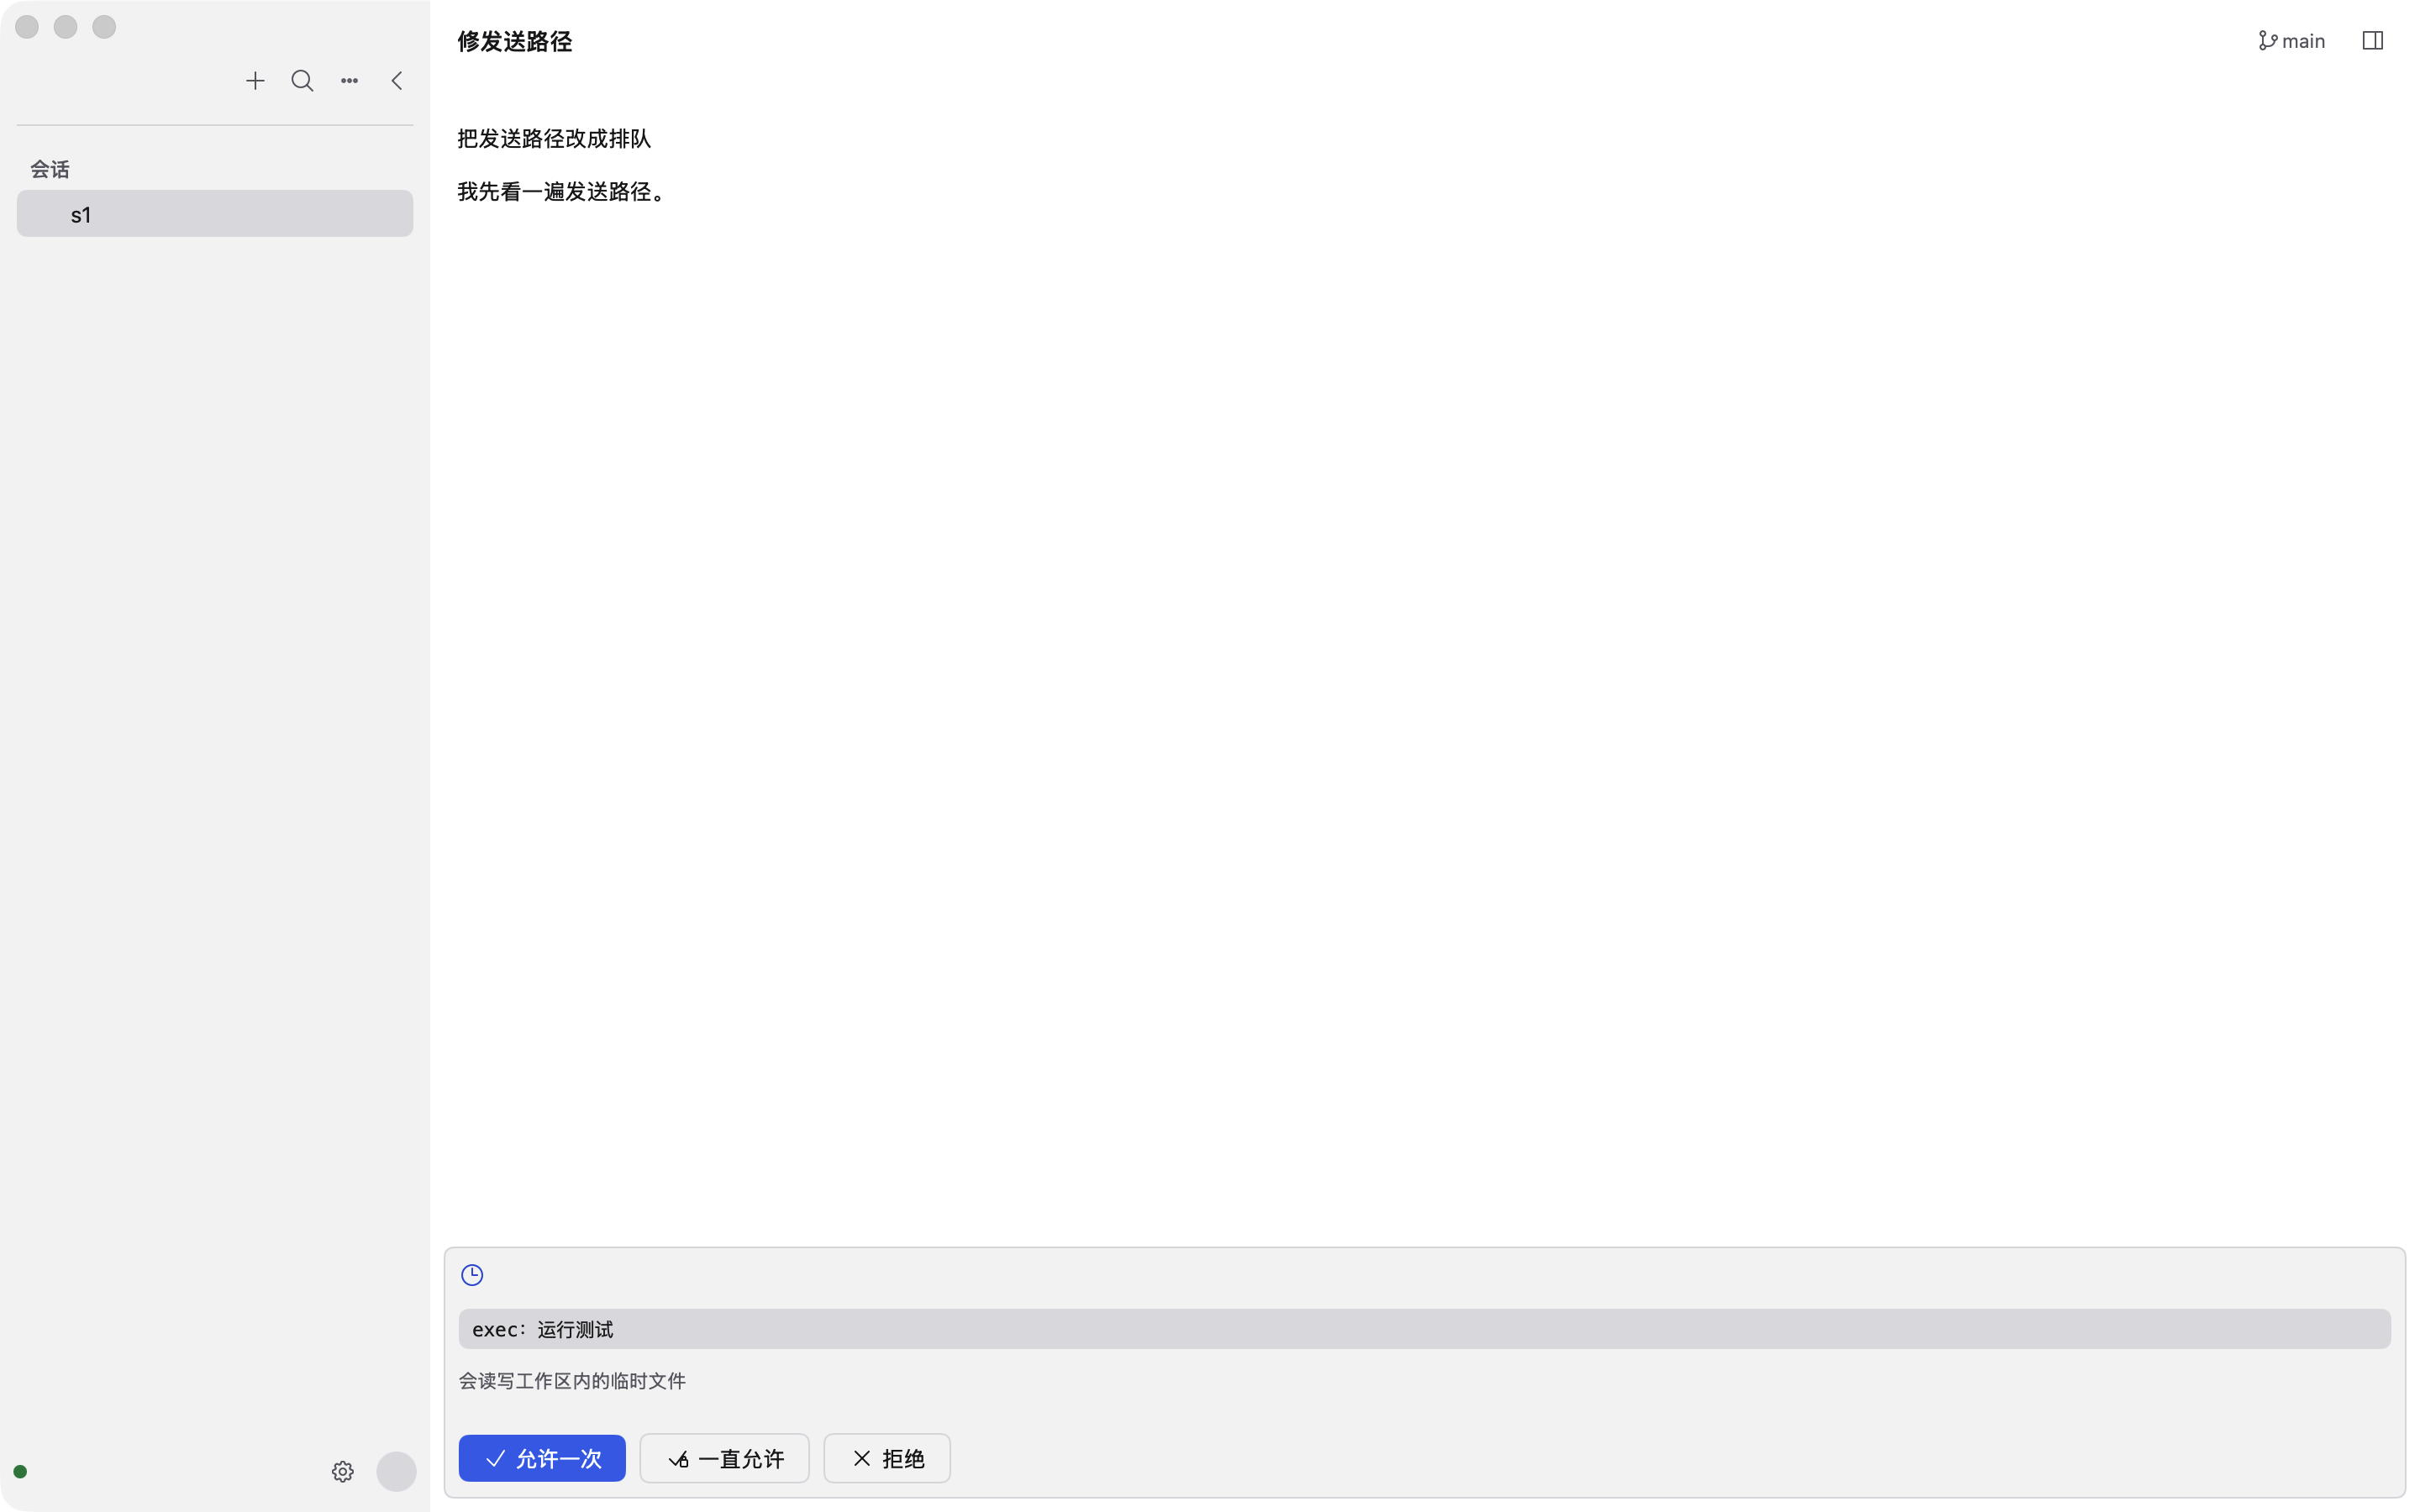 修发送路径
main
把发送路径改成排队
我先看一遍发送路径。
会话
s1
exec: 运行测试
会读写工作区内的临时文件
允许一次
一直允许
拒绝